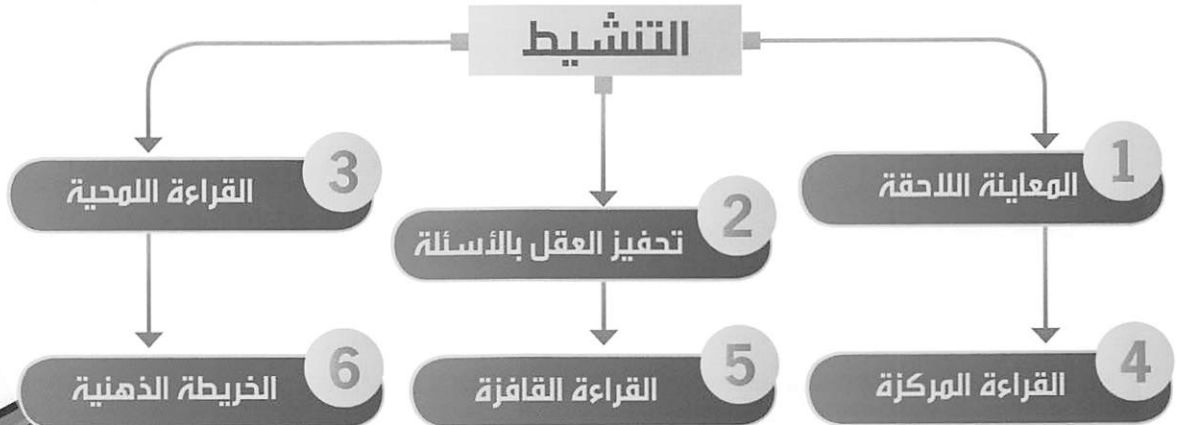 التنشيط
1 المعاينة اللاحقة
2 تحفيز العقل بالأسئلة
3 القراءة اللمحية
4 القراءة المركزة
5 القراءة القافزة
6 الخريطة الذهنية